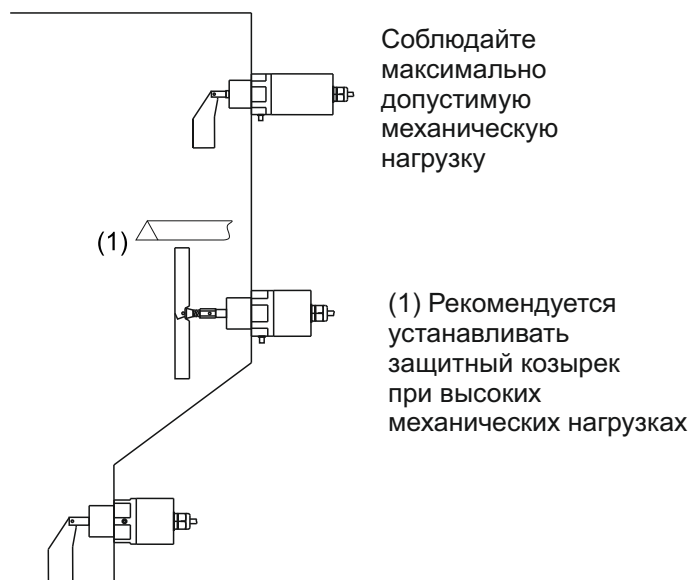 Соблюдайте
максимально
допустимую
механическую
нагрузку
(1)
(1) Рекомендуется
устанавливать
защитный козырек
при высоких
механических нагрузках